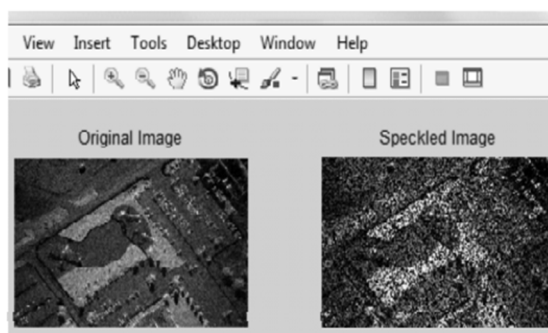 View Insert Tools Desktop Window Help
Original Image Speckled Image